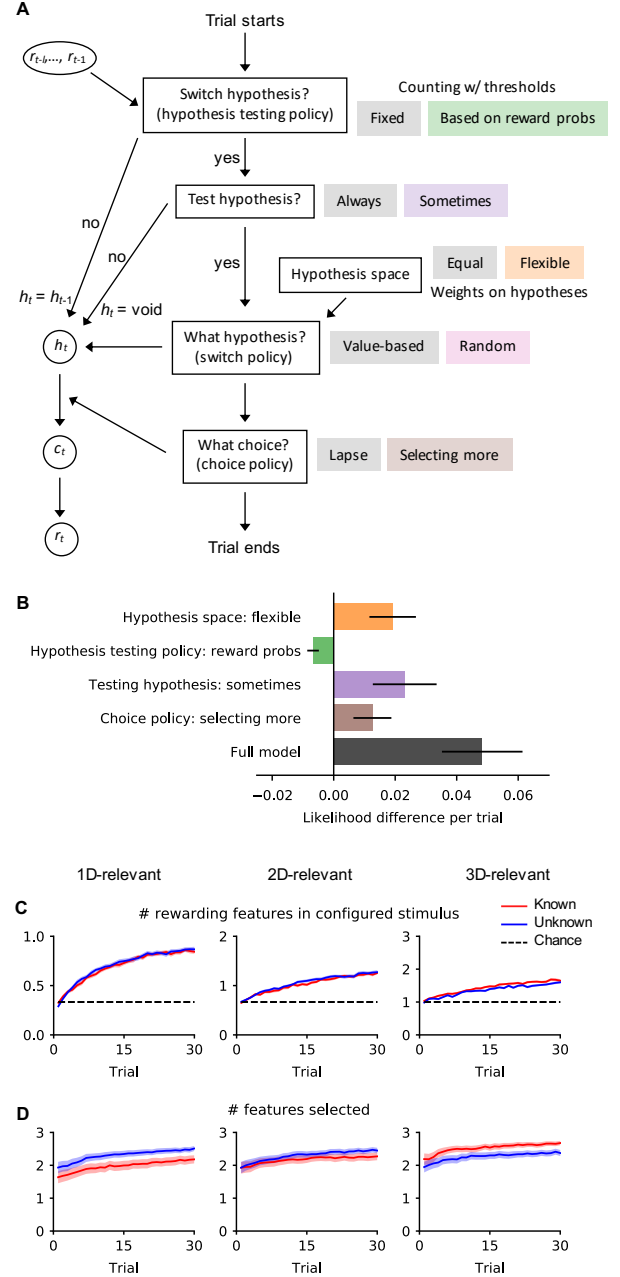 A
Trial starts
r_{t-l},..., r_{t-1}
Switch hypothesis?
(hypothesis testing policy)
Counting w/ thresholds
Fixed
Based on reward probs
yes
no
Test hypothesis?
Always
Sometimes
no
yes
Hypothesis space
Equal
Flexible
Weights on hypotheses
h_t = h_{t-1}
h_t = void
h_t
What hypothesis?
(switch policy)
Value-based
Random
c_t
What choice?
(choice policy)
Lapse
Selecting more
r_t
Trial ends
B
Hypothesis space: flexible
Hypothesis testing policy: reward probs
Testing hypothesis: sometimes
Choice policy: selecting more
Full model
−0.02 0.00 0.02 0.04 0.06
Likelihood difference per trial
1D-relevant 2D-relevant 3D-relevant
Known
Unknown
Chance
C
# rewarding features in configured stimulus
1.0
0.5
0.0
15 30
Trial
2
1
0
15 30
Trial
3
2
1
0
15 30
Trial
D
# features selected
3
2
1
0
15 30
Trial
3
2
1
0
15 30
Trial
3
2
1
0
15 30
Trial